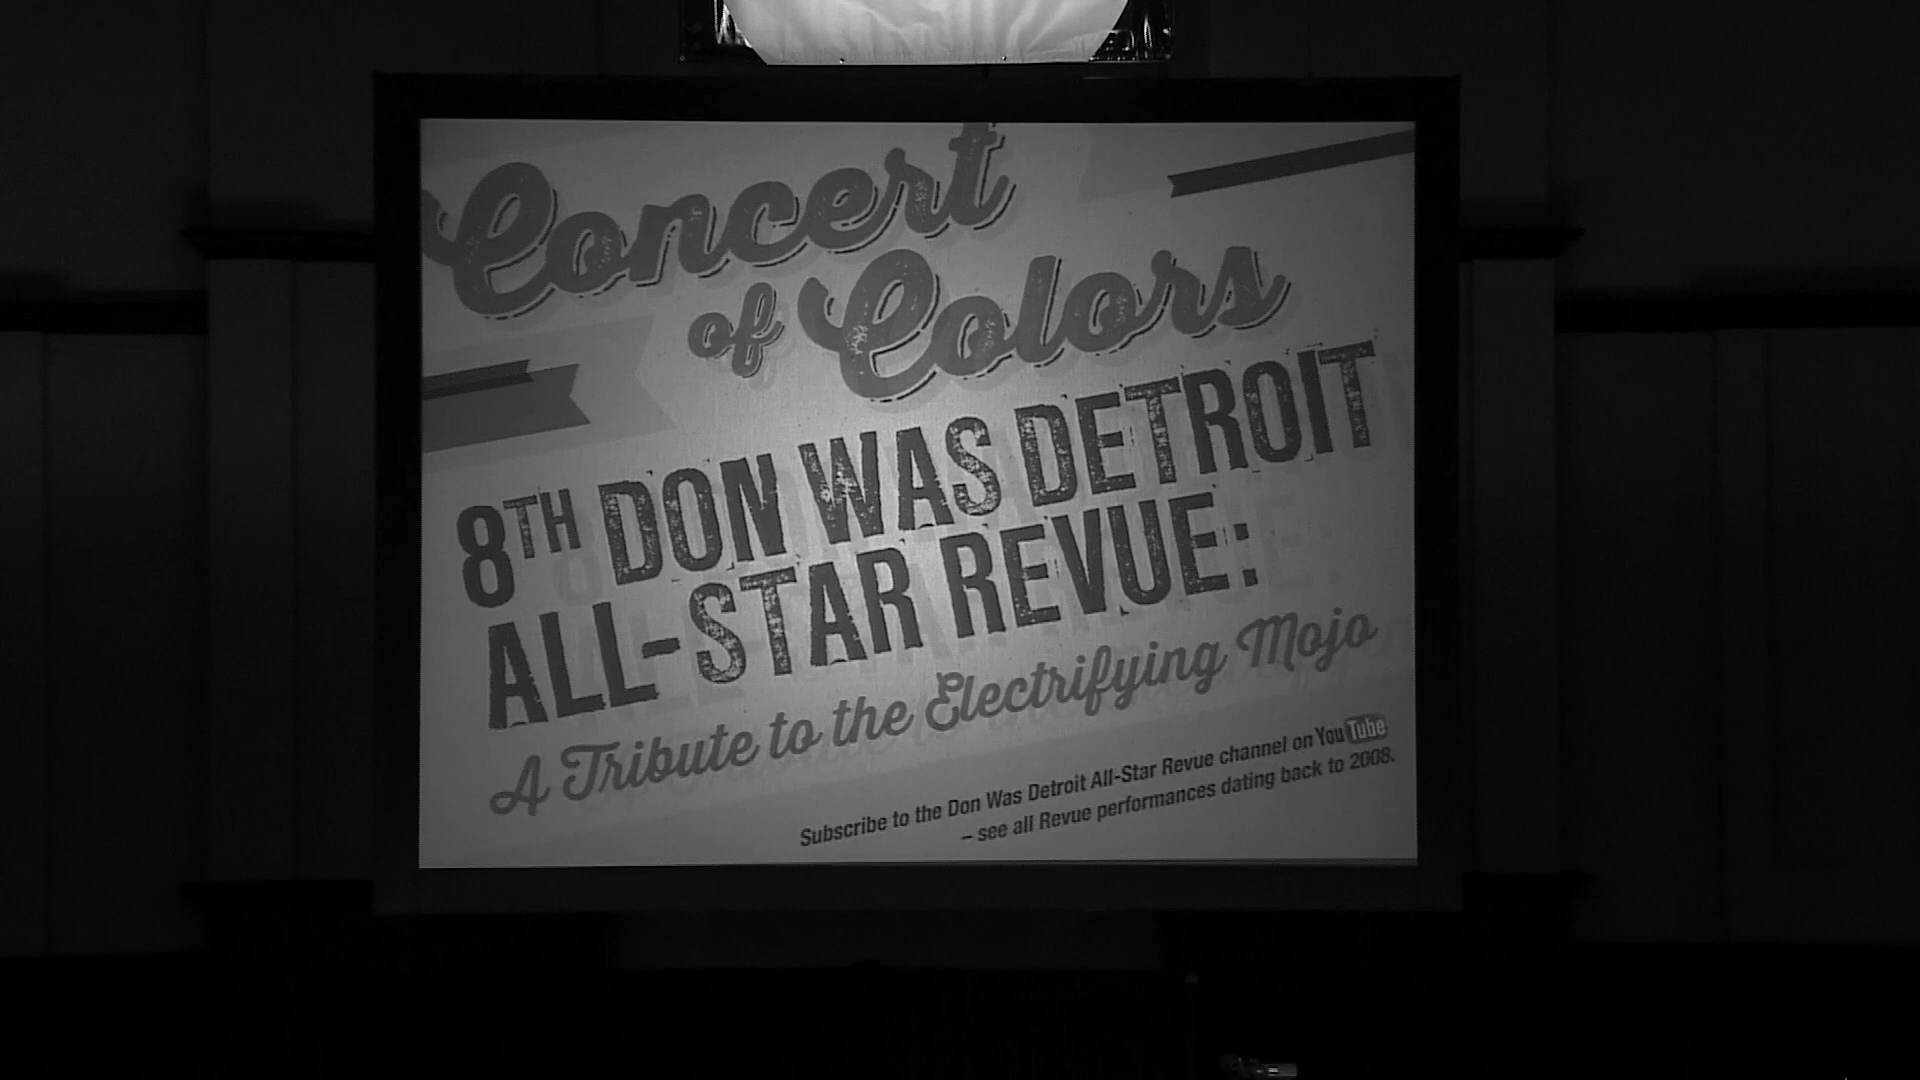 Concert
of Colors
8TH DON WAS DETROIT
ALL-STAR REVUE:
A Tribute to the Electrifying Mojo
Subscribe to the Don Was Detroit All-Star Revue channel on YouTube
– see all Revue performances dating back to 2008.